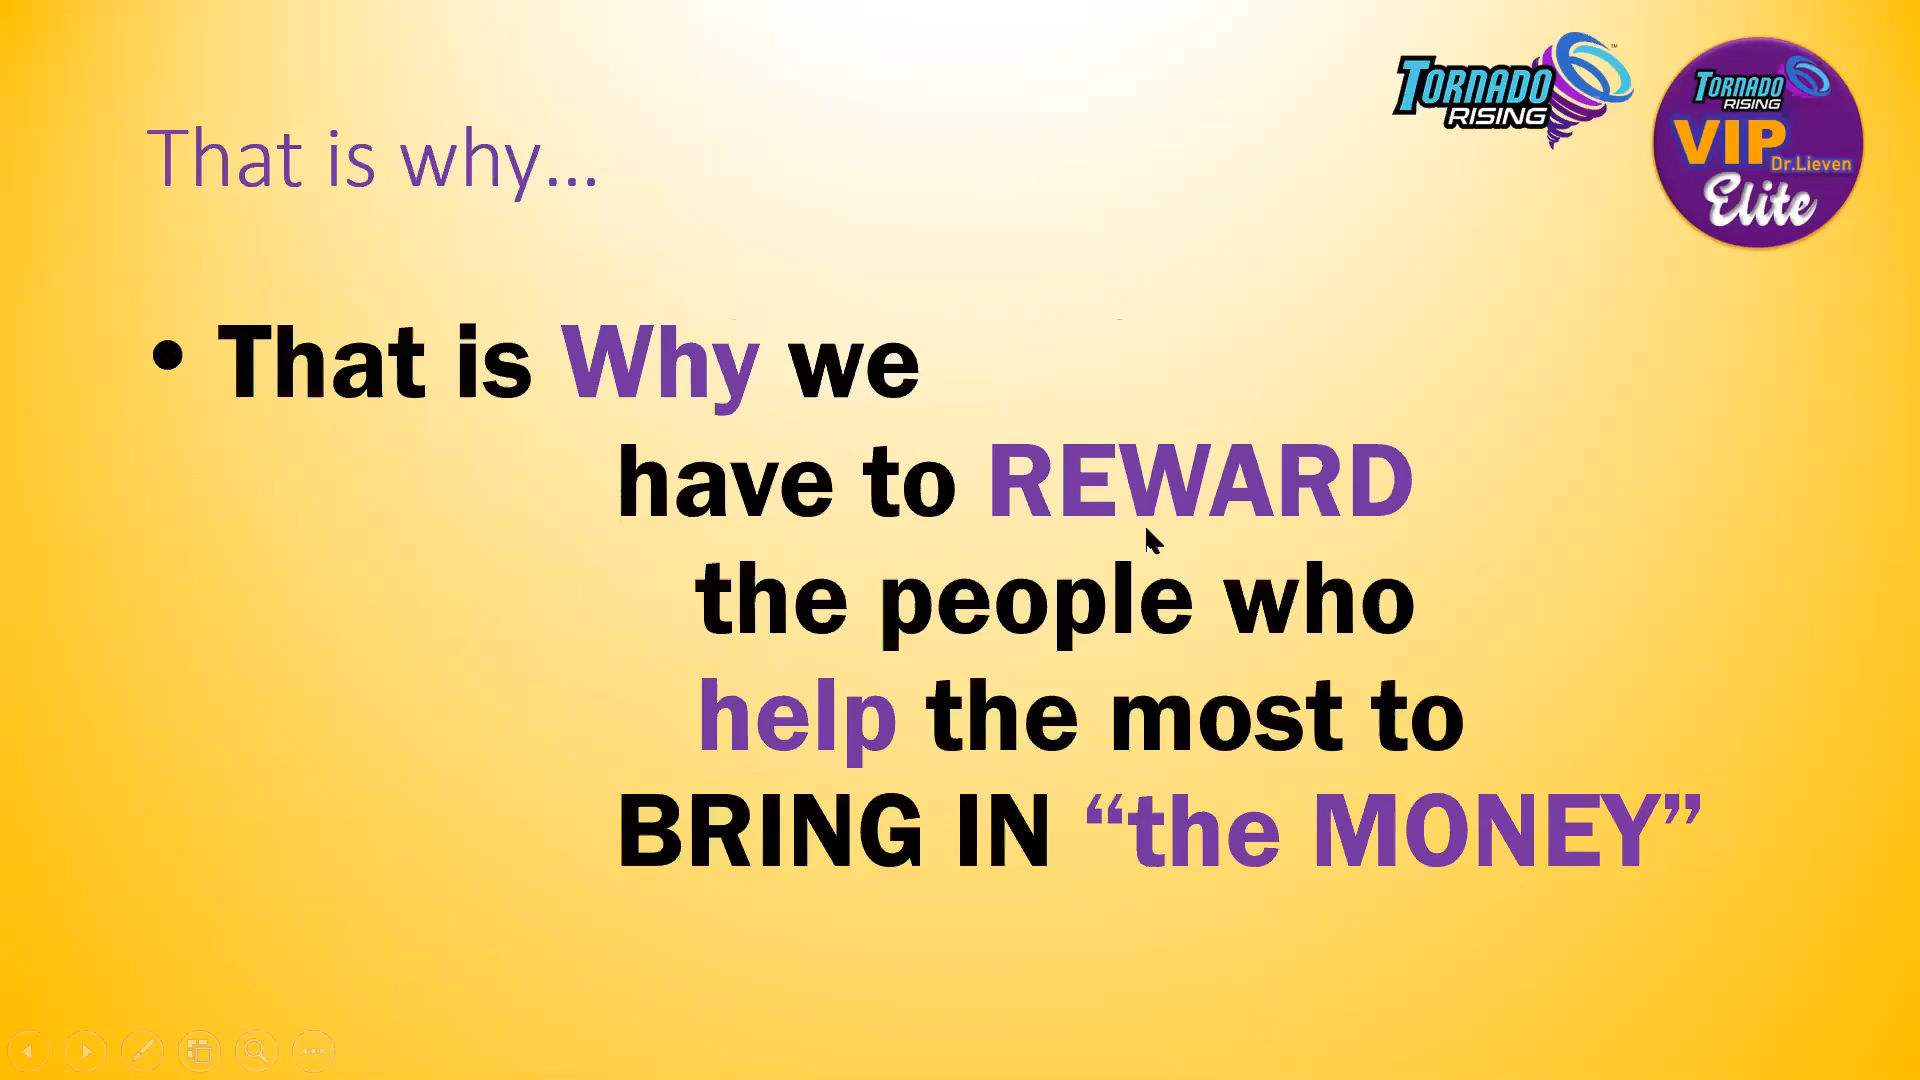 TORNADO
RISING
™
TORNADO
RISING
VIP
Dr.Lieven
Elite
That is why...
• That is Why we
have to REWARD
the people who
help the most to
BRING IN “the MONEY”